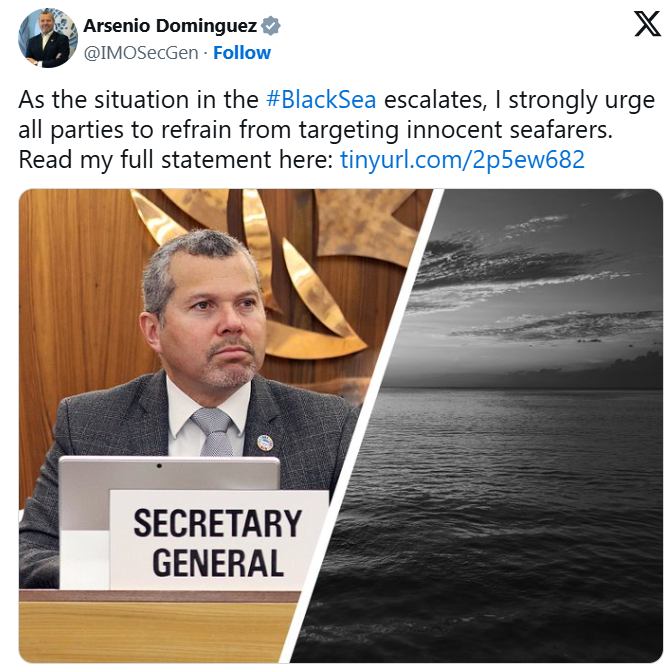 Arsenio Dominguez
@IMOSecGen · Follow
As the situation in the #BlackSea escalates, I strongly urge
all parties to refrain from targeting innocent seafarers.
Read my full statement here: tinyurl.com/2p5ew682
SECRETARY
GENERAL